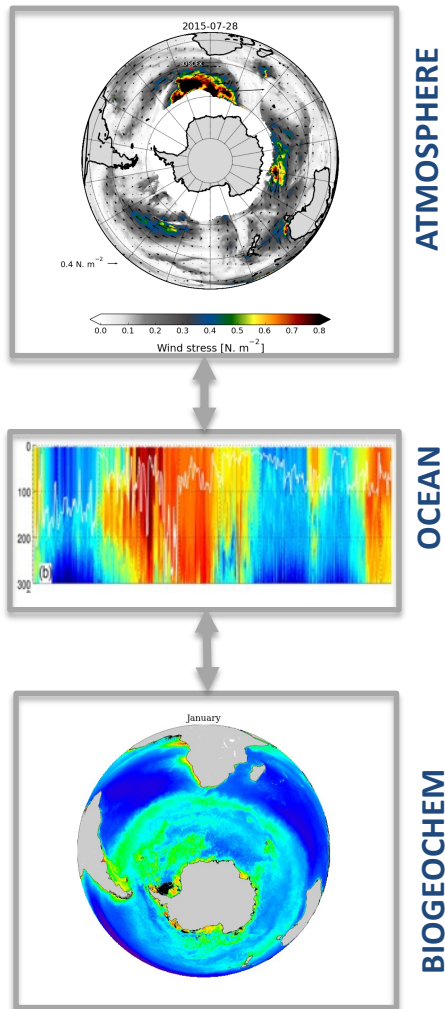 2015-07-28
OSCEx
0.4 N. m⁻²
0.0 0.1 0.2 0.3 0.4 0.5 0.6 0.7 0.8
Wind stress [N. m⁻²]
ATMOSPHERE
0
100
200
300
(b)
OCEAN
January
BIOGEOCHEM